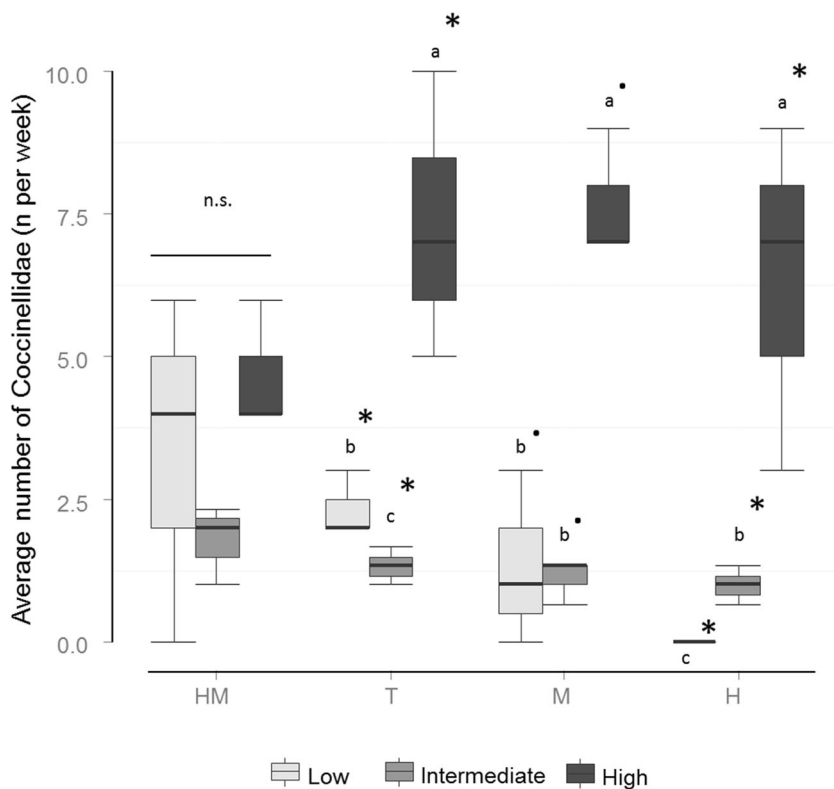 Average number of Coccinellidae (n per week)
10.0
7.5
5.0
2.5
0.0
n.s.
a *
b *
c *
a •
b •
b •
a *
b *
c *
HM T M H
Low Intermediate High